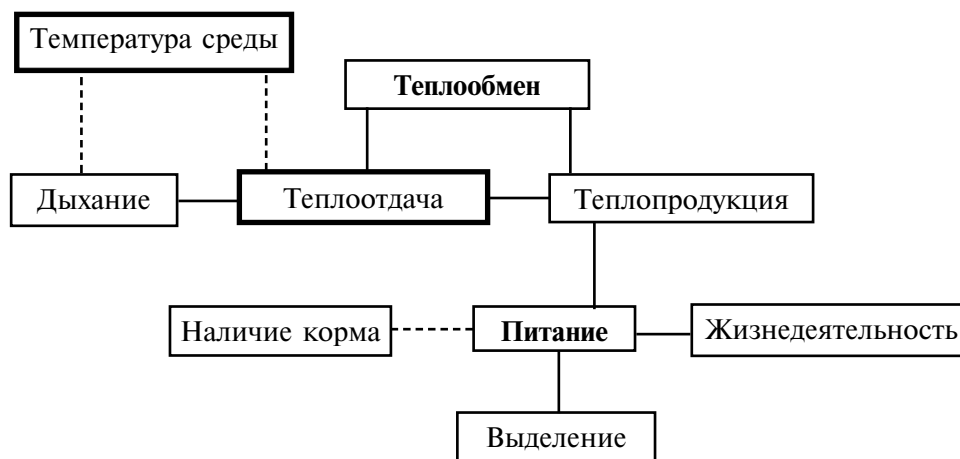 Температура среды
Теплообмен
Дыхание
Теплоотдача
Теплопродукция
Наличие корма
Питание
Жизнедеятельность
Выделение